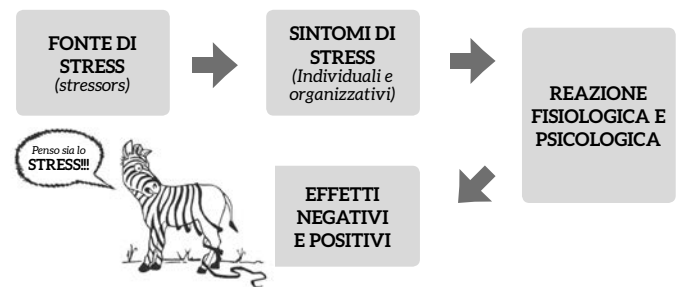 FONTE DI
STRESS
(stressors)
SINTOMI DI
STRESS
(Individuali e
organizzativi)
REAZIONE
FISIOLOGICA E
PSICOLOGICA
Penso sia lo
STRESS!!!
EFFETTI
NEGATIVI
E POSITIVI